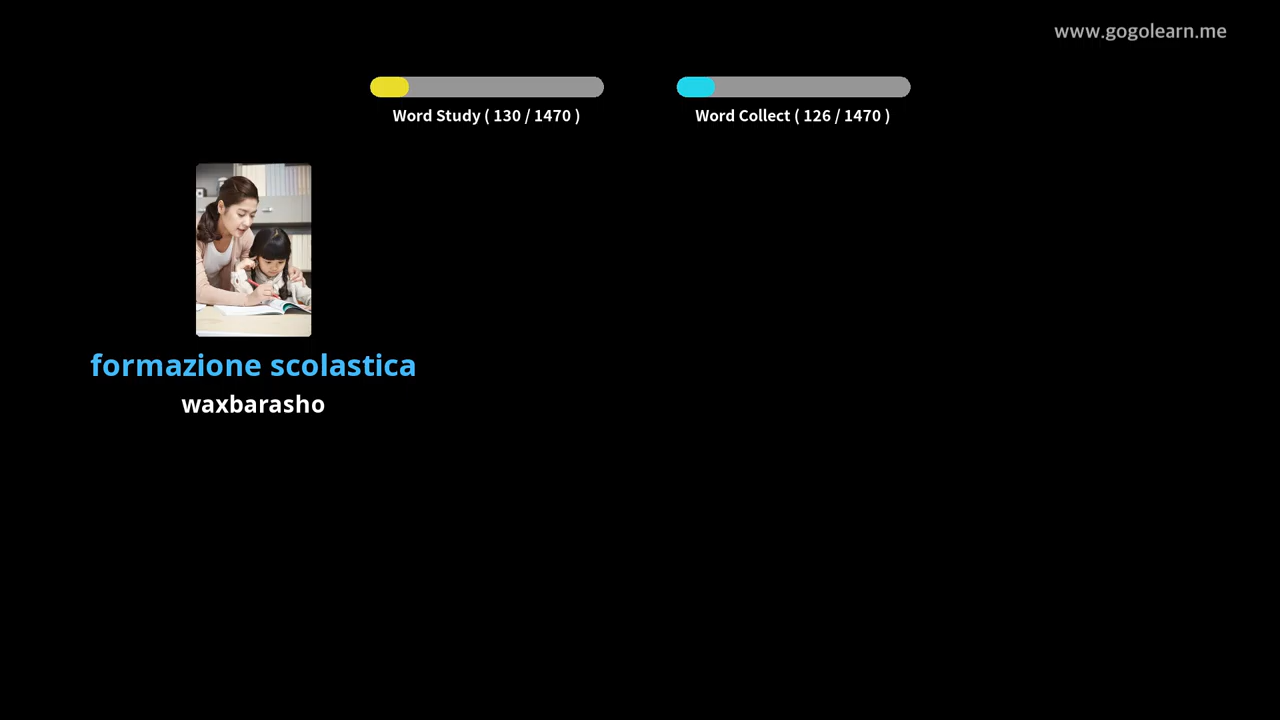 www.gogolearn.me
Word Study ( 130 / 1470 )
Word Collect ( 126 / 1470 )
formazione scolastica
waxbarasho